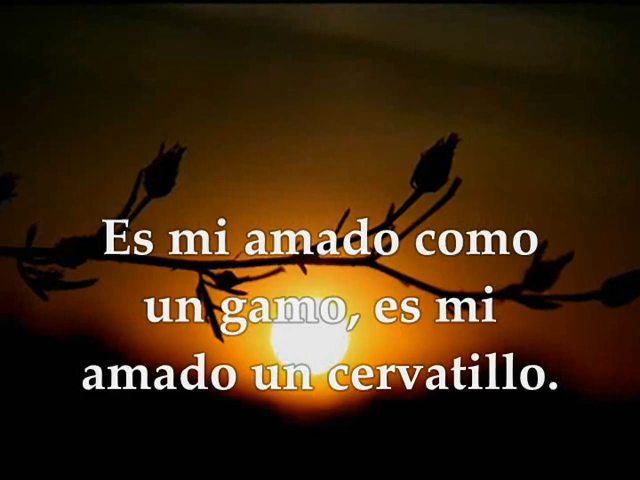 Es mi amado como
un gamo, es mi
amado un cervatillo.